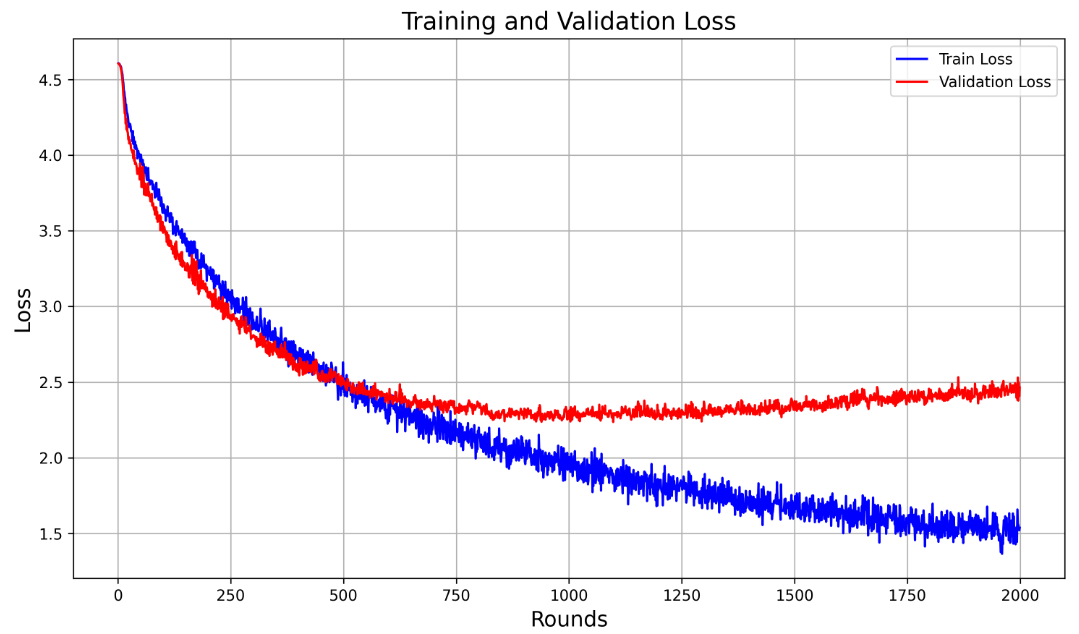 Training and Validation Loss
Train Loss
Validation Loss
Loss
4.5
4.0
3.5
3.0
2.5
2.0
1.5
0 250 500 750 1000 1250 1500 1750 2000
Rounds